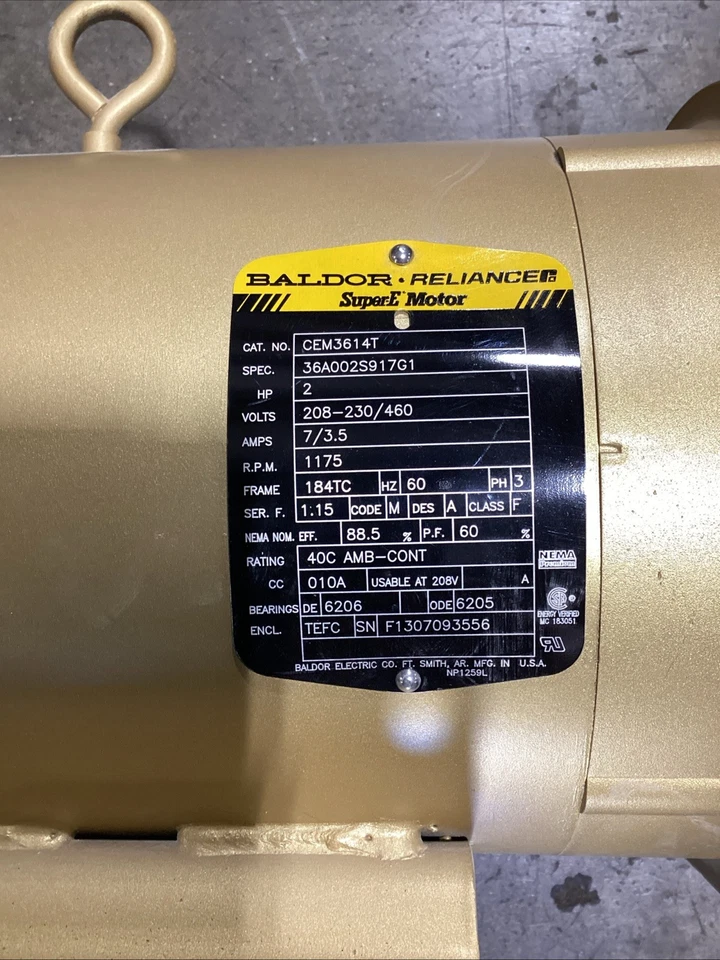 BALDOR • RELIANCE
Super-E Motor
CAT. NO. CEM3614T
SPEC. 36A002S917G1
HP 2
VOLTS 208-230/460
AMPS 7/3.5
R.P.M. 1175
FRAME 184TC HZ 60 PH 3
SER. F. 1.15 CODE M DES A CLASS F
NEMA NOM. EFF. 88.5 % P.F. 60 %
RATING 40C AMB-CONT
NEMA
Premium
CC 010A USABLE AT 208V A
ENERGY VERIFIED
MC 183051
BEARINGS DE 6206 ODE 6205
ENCL. TEFC SN F1307093556
BALDOR ELECTRIC CO. FT. SMITH, AR. MFG. IN U.S.A.
NP1259L